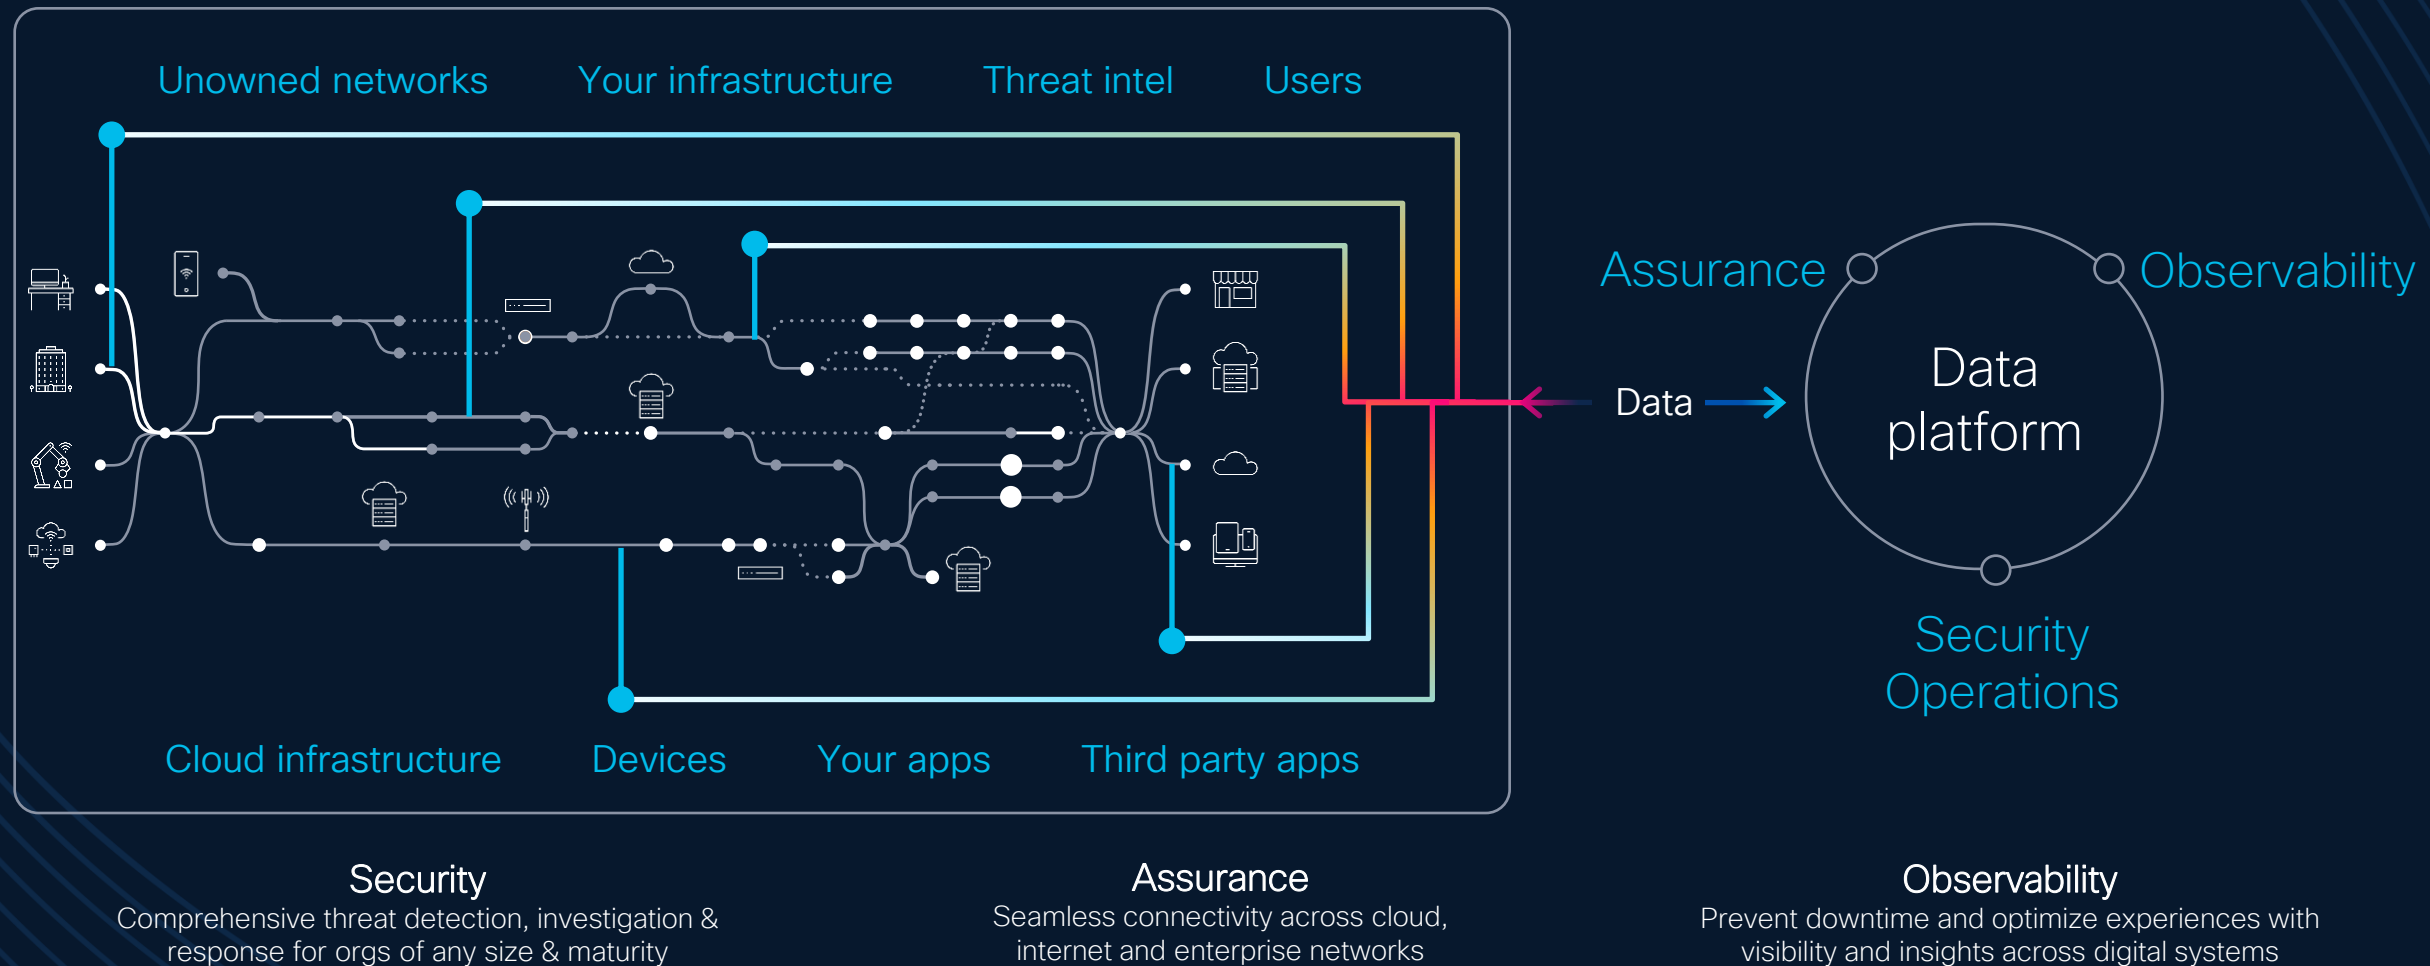 Unowned networks
Your infrastructure
Threat intel
Users
Cloud infrastructure
Devices
Your apps
Third party apps
Data
Assurance
Observability
Data
platform
Security
Operations
Security
Comprehensive threat detection, investigation &
response for orgs of any size & maturity
Assurance
Seamless connectivity across cloud,
internet and enterprise networks
Observability
Prevent downtime and optimize experiences with
visibility and insights across digital systems